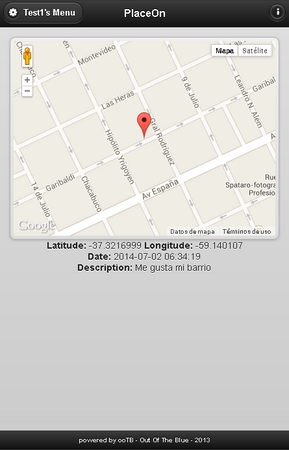 Test1's Menu
PlaceOn
i
Mapa
Satélite
Montevideo
Chacabuco
Las Heras
9 de Julio
Leandro N. Alem
Garibal
Gral Rodriguez
Hipólito Yrigoyen
Garibaldi
Av España
14 de Julio
Chacabuco
Rue
Spataro-fotogra
Profesio
Google
Datos de mapa
Términos de uso
Latitude: -37.3216999 Longitude: -59.140107
Date: 2014-07-02 06:34:19
Description: Me gusta mi barrio
powered by ooTB - Out Of The Blue - 2013